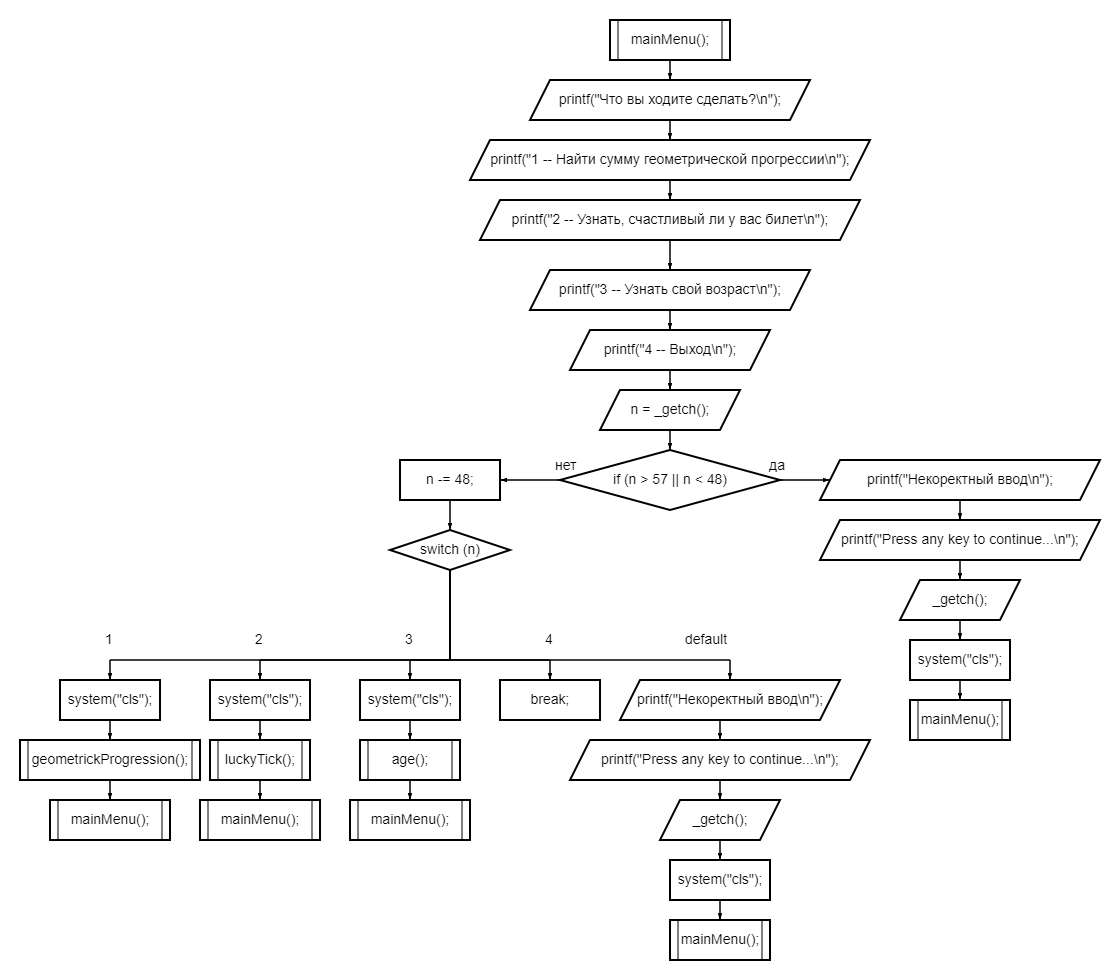 mainMenu();
printf("Что вы ходите сделать?\n");
printf("1 -- Найти сумму геометрической прогрессии\n");
printf("2 -- Узнать, счастливый ли у вас билет\n");
printf("3 -- Узнать свой возраст\n");
printf("4 -- Выход\n");
n = _getch();
if (n > 57 || n < 48)
нет
да
n -= 48;
switch (n)
printf("Некоректный ввод\n");
printf("Press any key to continue...\n");
_getch();
system("cls");
mainMenu();
1
system("cls");
geometrickProgression();
mainMenu();
2
system("cls");
luckyTick();
mainMenu();
3
system("cls");
age();
mainMenu();
4
break;
default
printf("Некоректный ввод\n");
printf("Press any key to continue...\n");
_getch();
system("cls");
mainMenu();